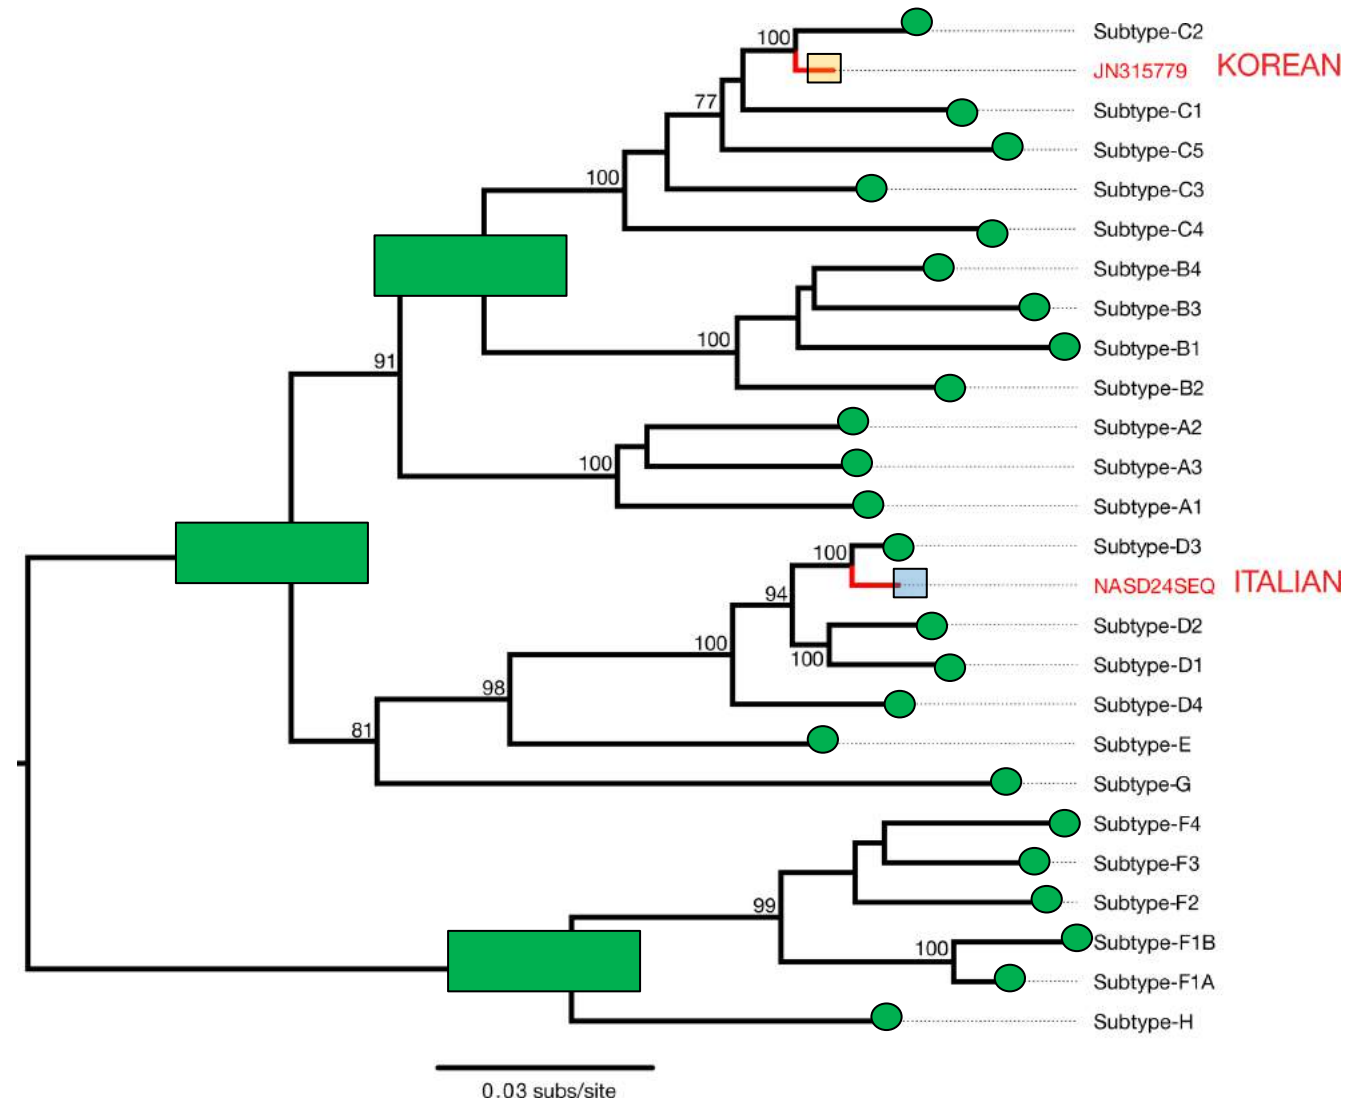 100
Subtype-C2
JN315779 KOREAN
77
Subtype-C1
Subtype-C5
100
Subtype-C3
Subtype-C4
Subtype-B4
Subtype-B3
100
Subtype-B1
91
Subtype-B2
Subtype-A2
100
Subtype-A3
Subtype-A1
100
Subtype-D3
NASD24SEQ ITALIAN
94
Subtype-D2
100
100
Subtype-D1
98
Subtype-D4
81
Subtype-E
Subtype-G
Subtype-F4
Subtype-F3
99
Subtype-F2
100
Subtype-F1B
Subtype-F1A
Subtype-H
0.03 subs/site